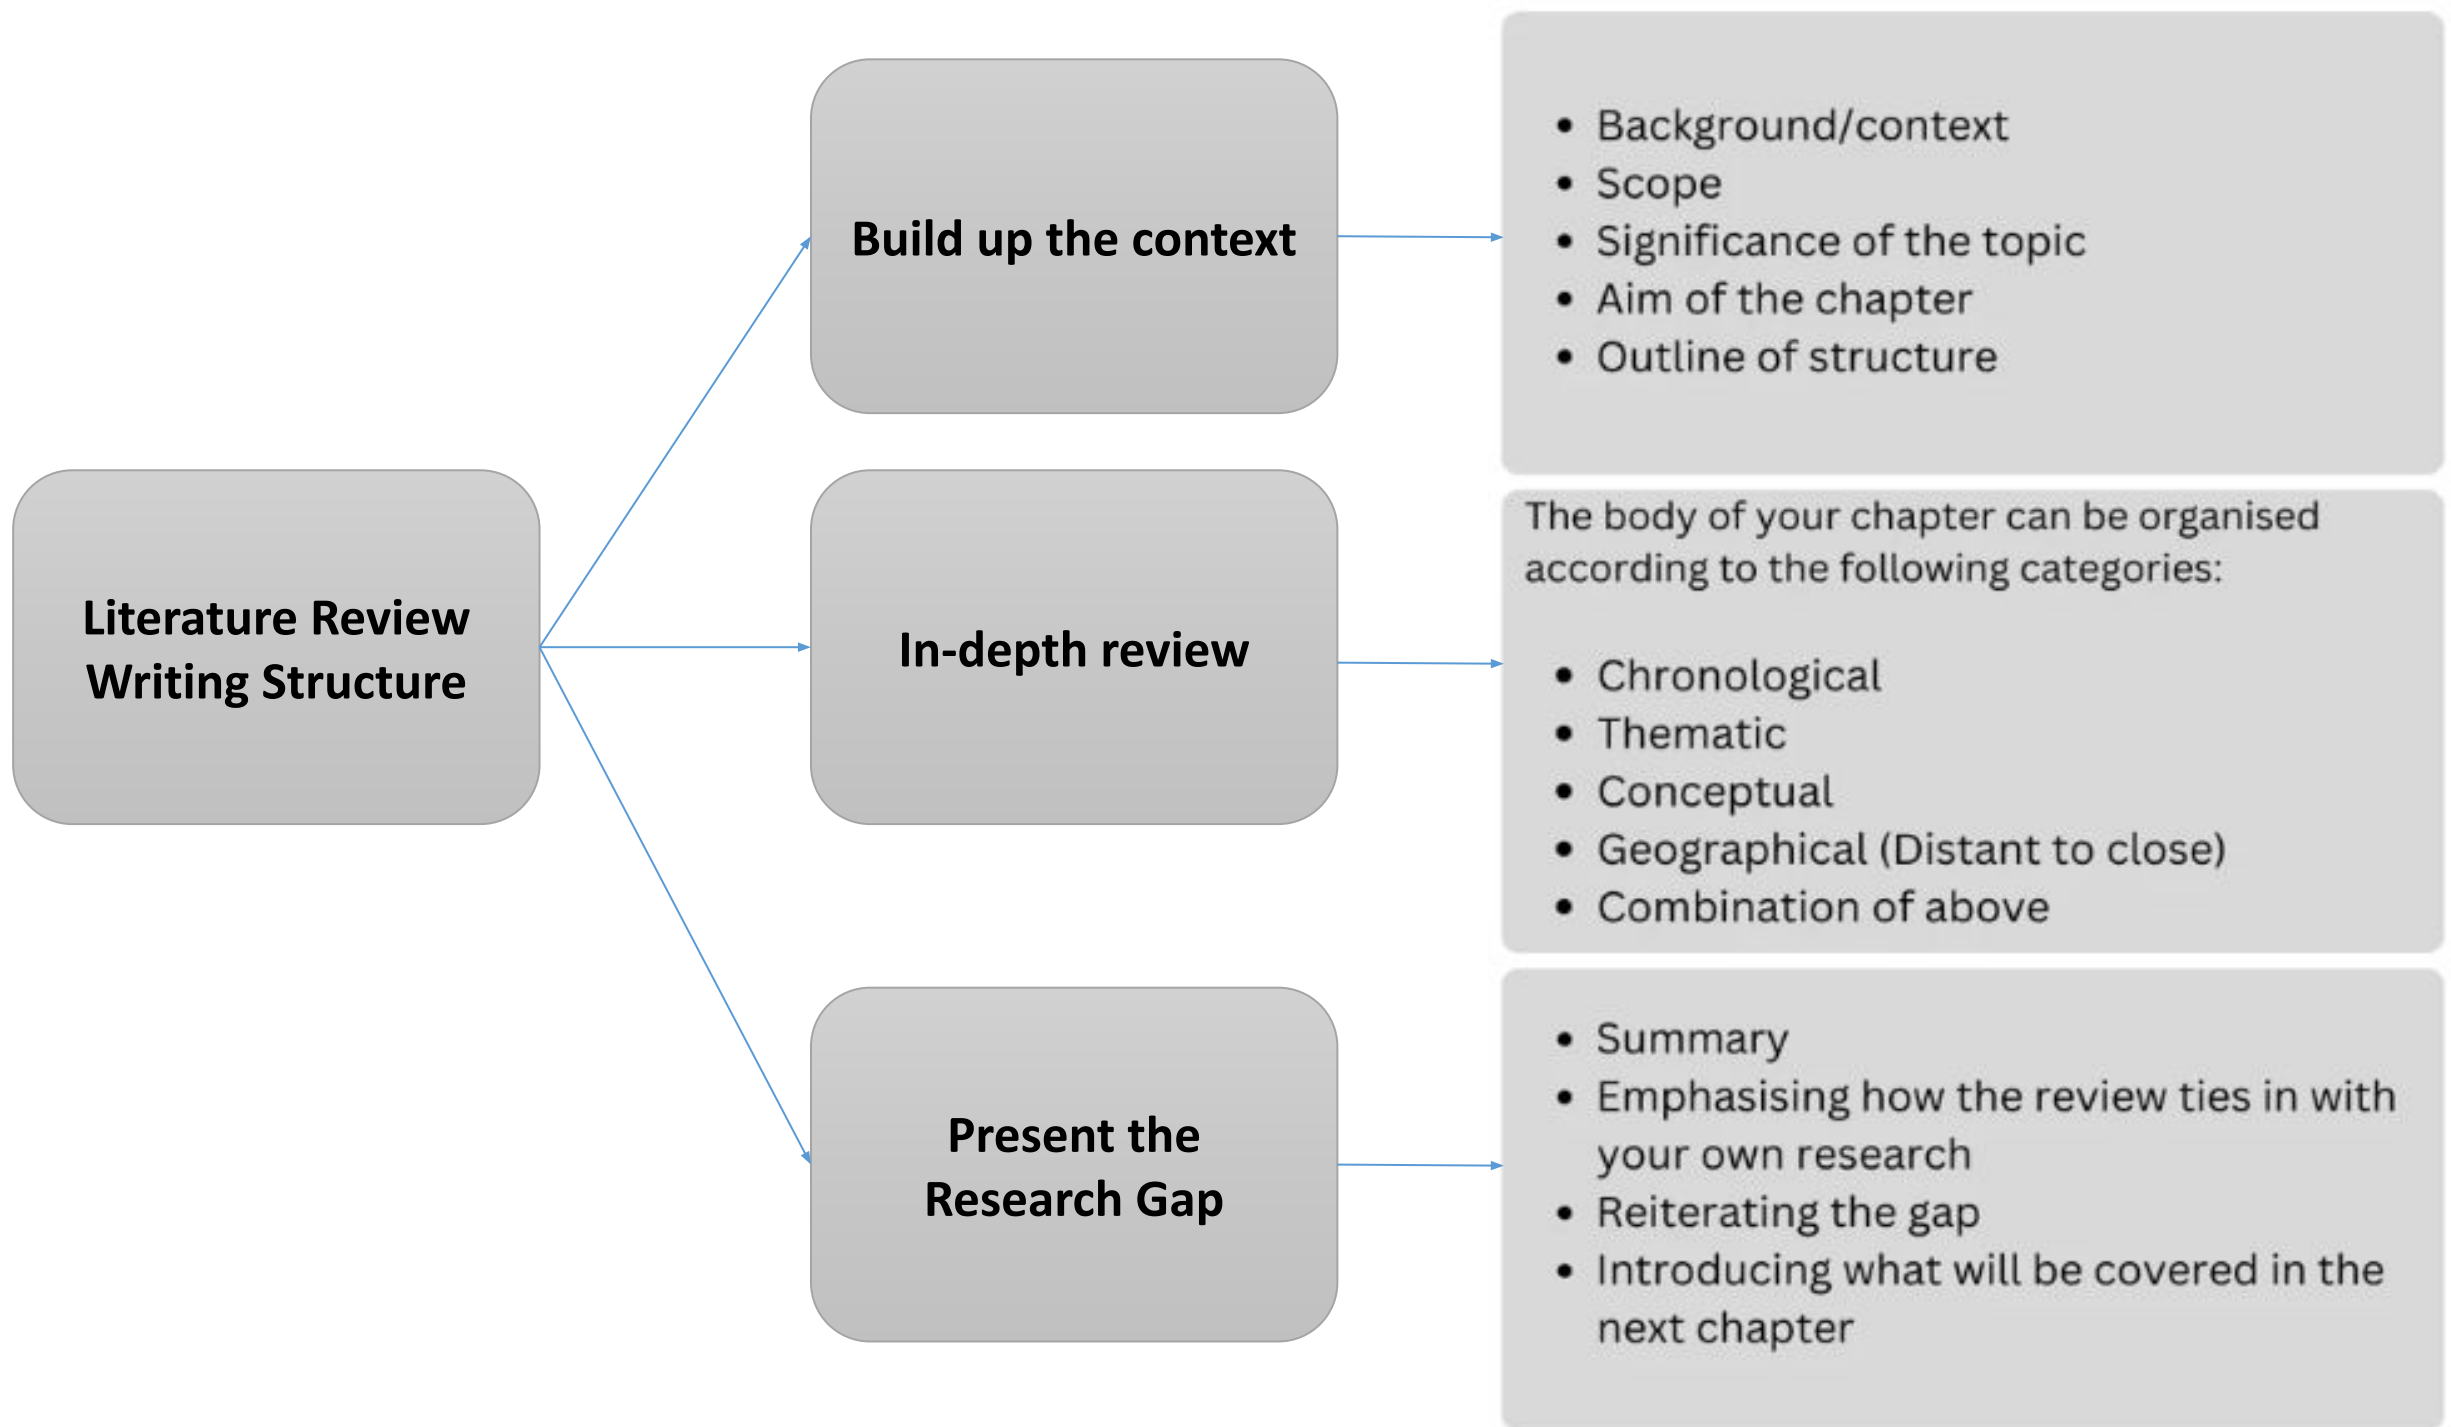 Literature Review
Writing Structure
Build up the context
• Background/context
• Scope
• Significance of the topic
• Aim of the chapter
• Outline of structure
In-depth review
The body of your chapter can be organised
according to the following categories:
• Chronological
• Thematic
• Conceptual
• Geographical (Distant to close)
• Combination of above
Present the
Research Gap
• Summary
• Emphasising how the review ties in with
your own research
• Reiterating the gap
• Introducing what will be covered in the
next chapter